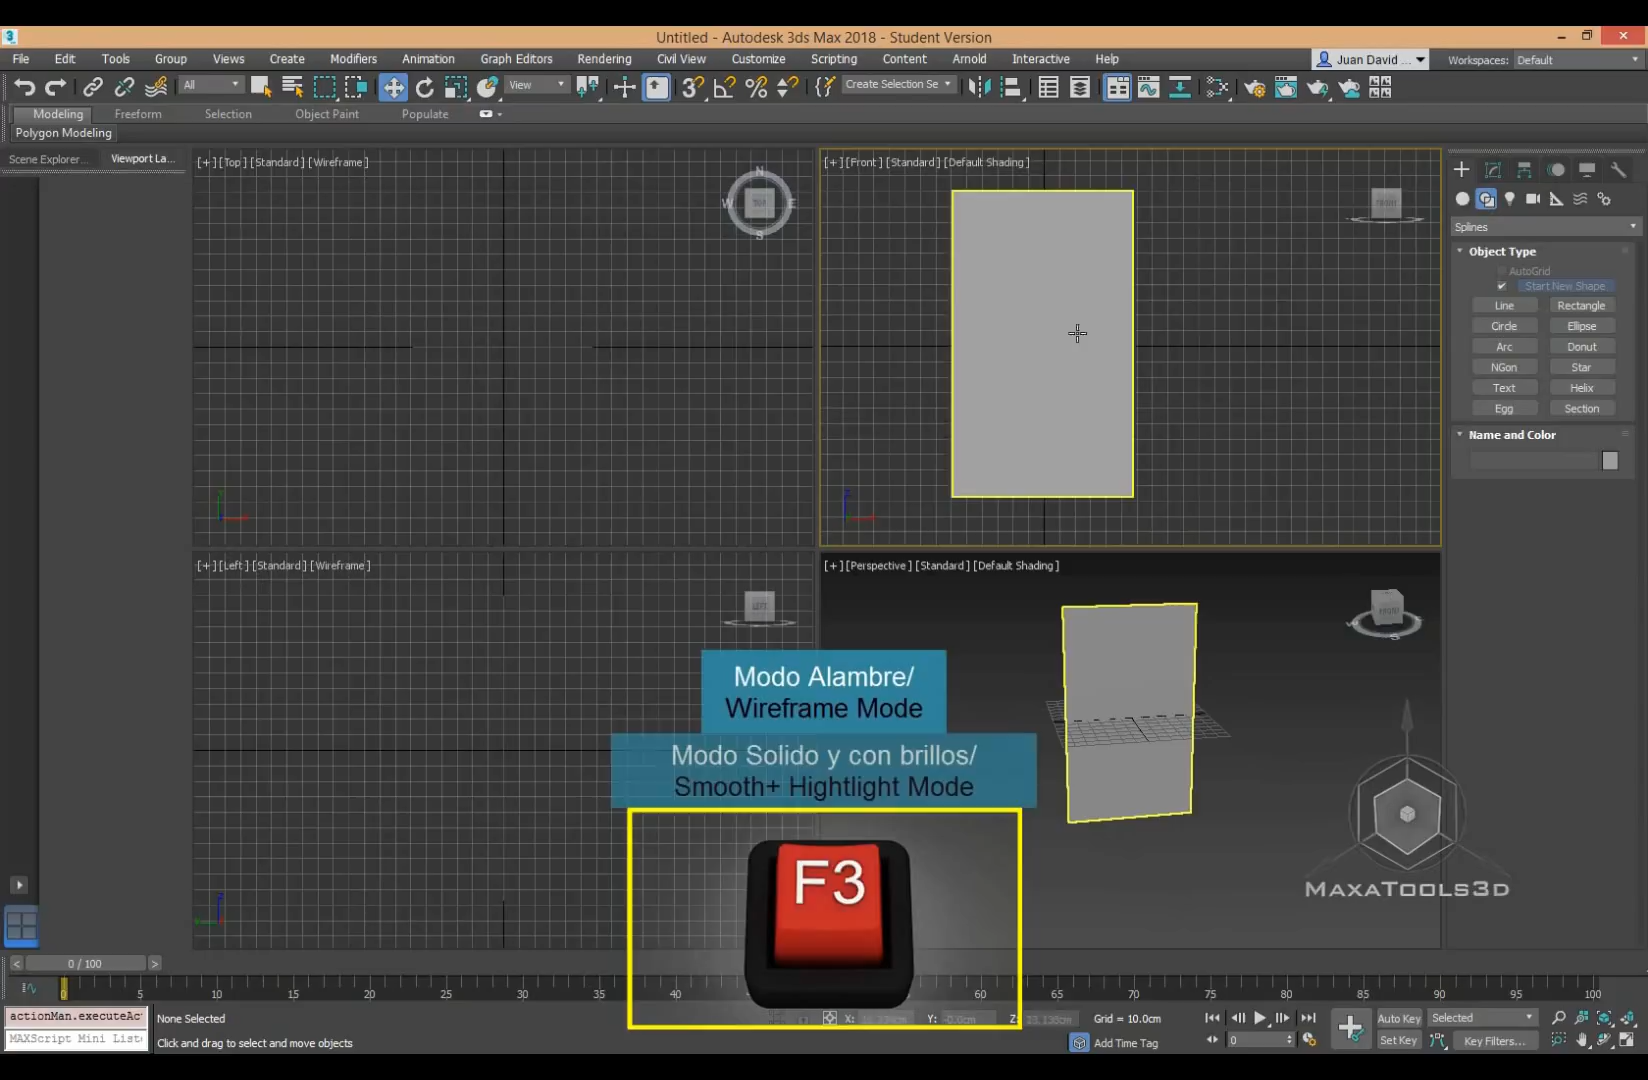 Untitled - Autodesk 3ds Max 2018 - Student Version
File Edit Tools Group Views Create Modifiers Animation Graph Editors Rendering Civil View Customize Scripting Content Arnold Interactive Help Juan David ... Workspaces: Default
All View Create Selection Se
Modeling Freeform Selection Object Paint Populate
Polygon Modeling
Scene Explorer... Viewport La...
[+] [Top] [Standard] [Wireframe]
N
W E
S
[+] [Front] [Standard] [Default Shading]
FRONT
Splines
Object Type
AutoGrid
Start New Shape
Line Rectangle
Circle Ellipse
Arc Donut
NGon Star
Text Helix
Egg Section
Name and Color
[+] [Left] [Standard] [Wireframe]
LEFT
[+] [Perspective] [Standard] [Default Shading]
FRONT
S
Modo Alambre/
Wireframe Mode
Modo Solido y con brillos/
Smooth+ Hightlight Mode
F3
MAXATOOLS3D
0 / 100
0 5 10 15 20 25 30 35 40 60 65 70 75 80 85 90 95 100
actionMan.executeAc
MAXScript Mini List
None Selected
Click and drag to select and move objects
X: Y: -0.0cm Z: Grid = 10.0cm
Add Time Tag
0
Auto Key Selected
Set Key Key Filters...